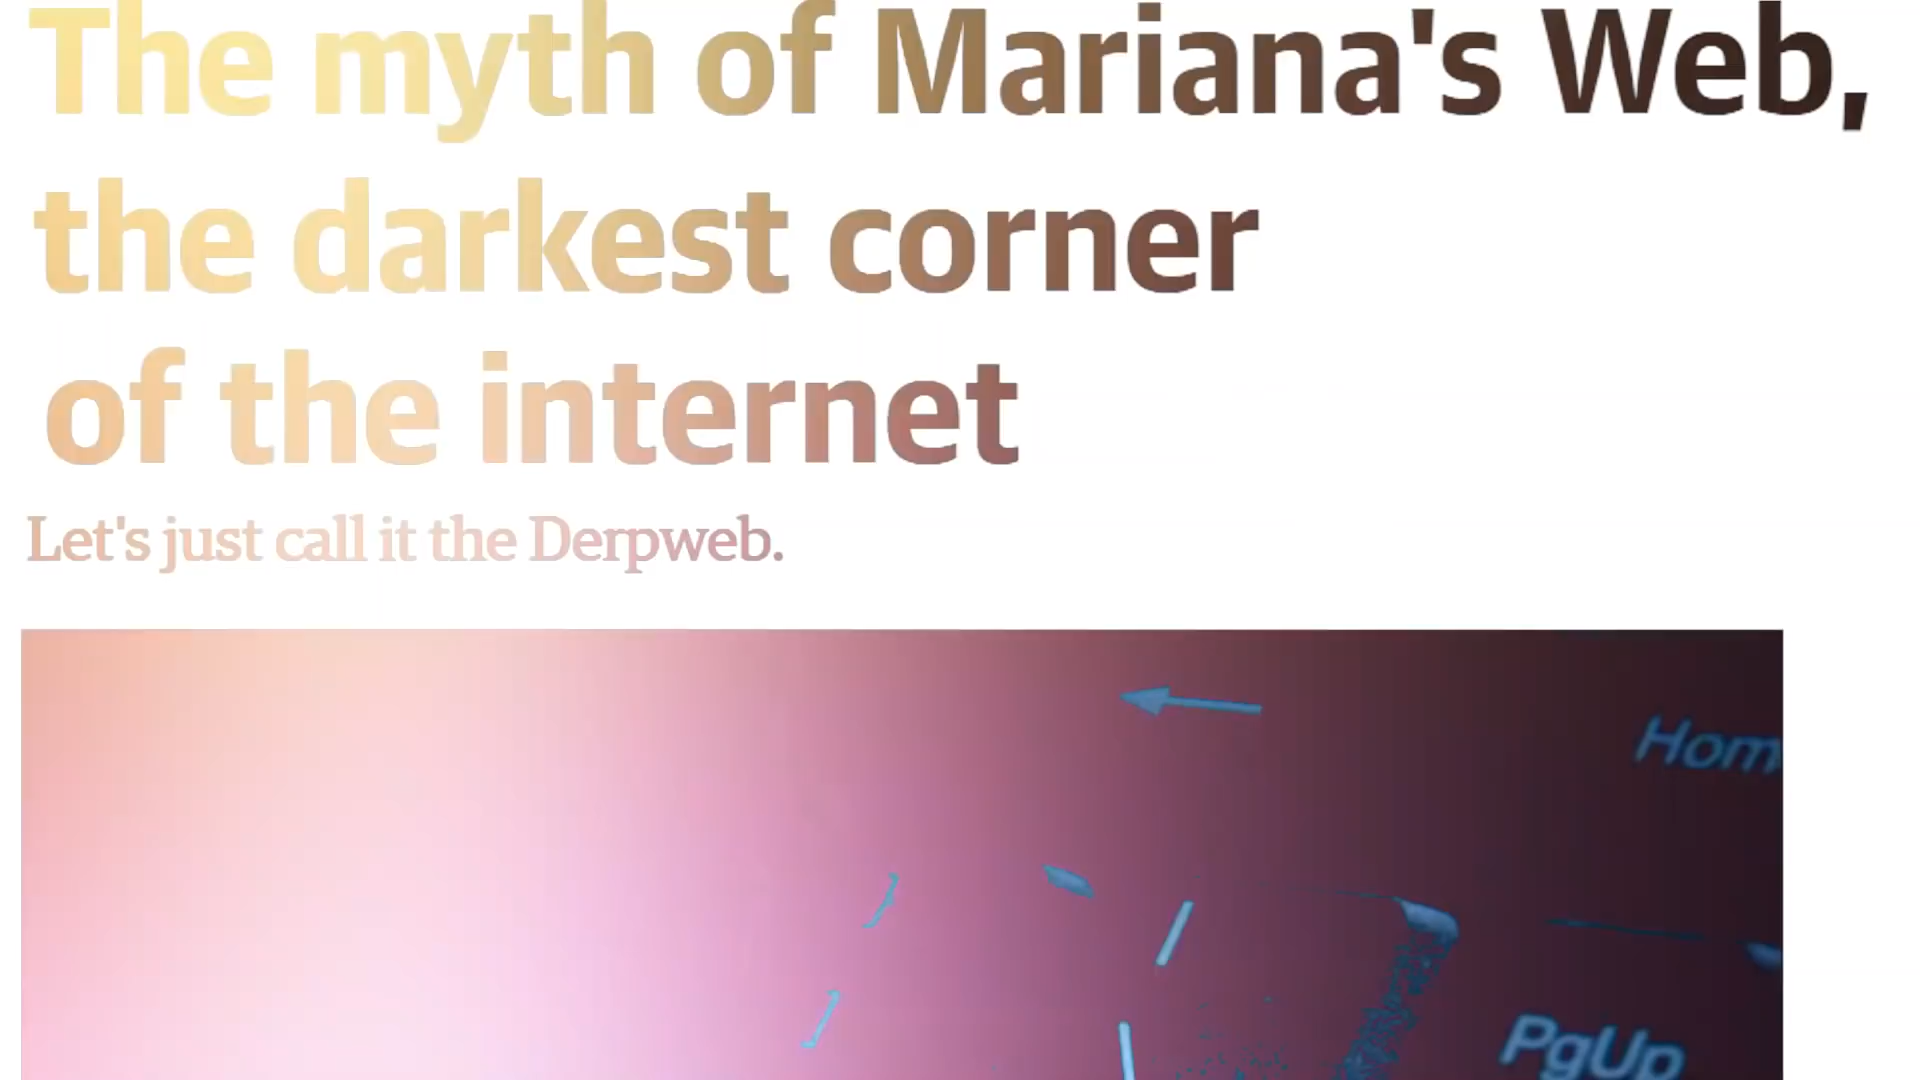 The myth of Mariana's Web,
the darkest corner
of the internet
Let's just call it the Derpweb.
Hom
}
]
\
PgUp